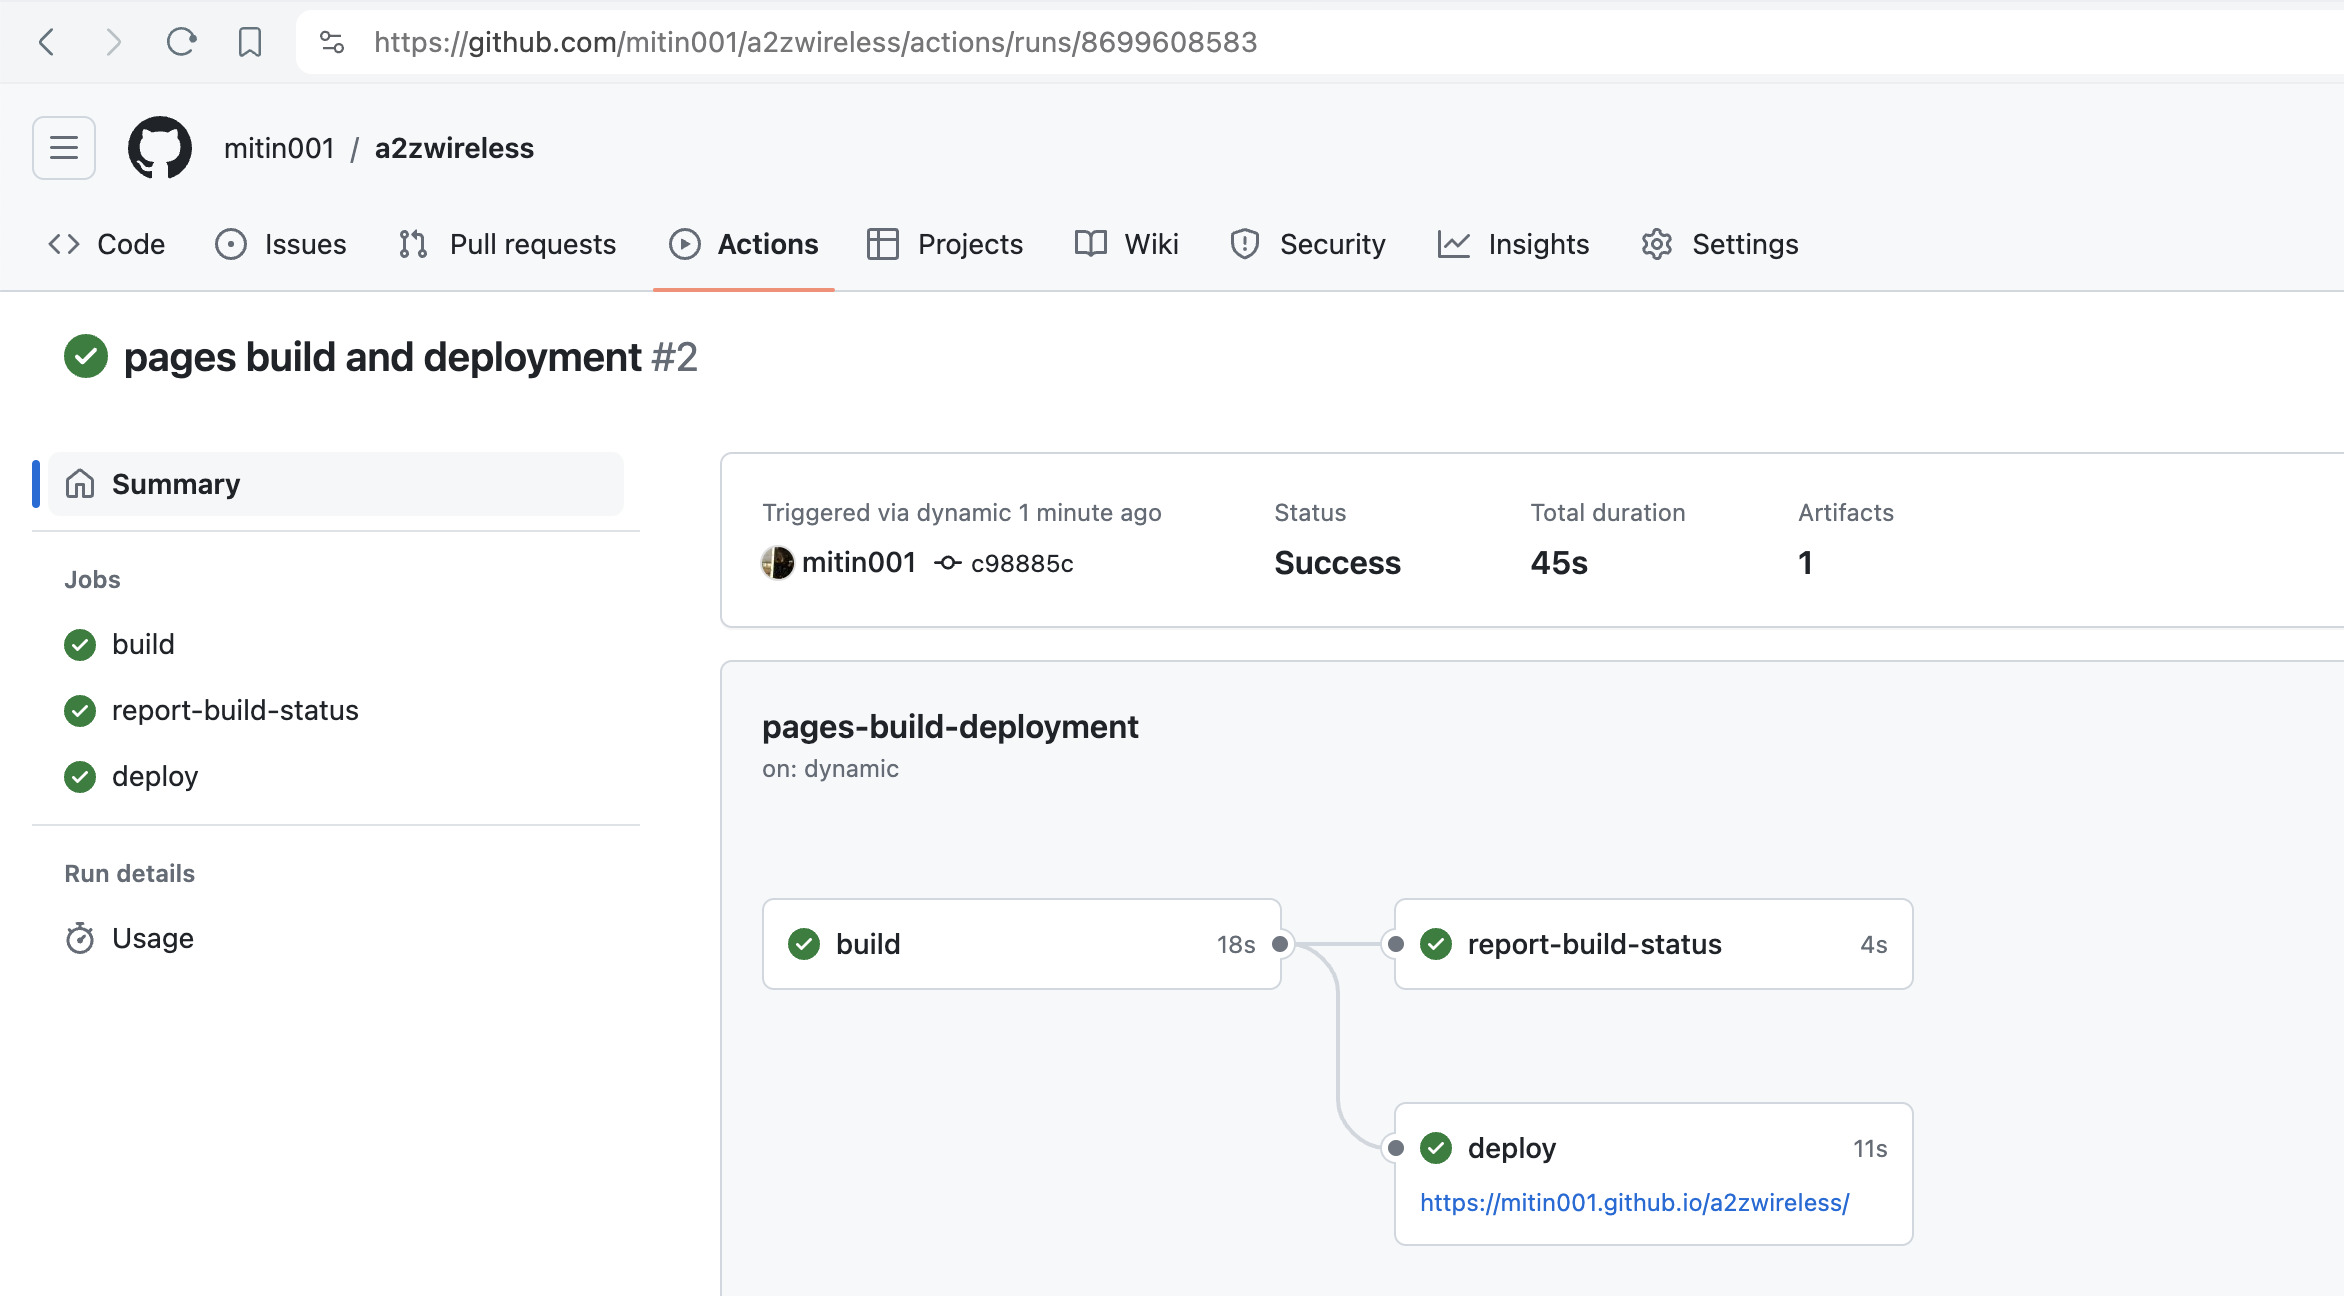 https://github.com/mitin001/a2zwireless/actions/runs/8699608583
mitin001 / a2zwireless
Code Issues Pull requests Actions Projects Wiki Security Insights Settings
pages build and deployment #2
Summary
Jobs
build
report-build-status
deploy
Run details
Usage
Triggered via dynamic 1 minute ago
mitin001 c98885c
Status
Success
Total duration
45s
Artifacts
1
pages-build-deployment
on: dynamic
build 18s
report-build-status 4s
deploy 11s
https://mitin001.github.io/a2zwireless/